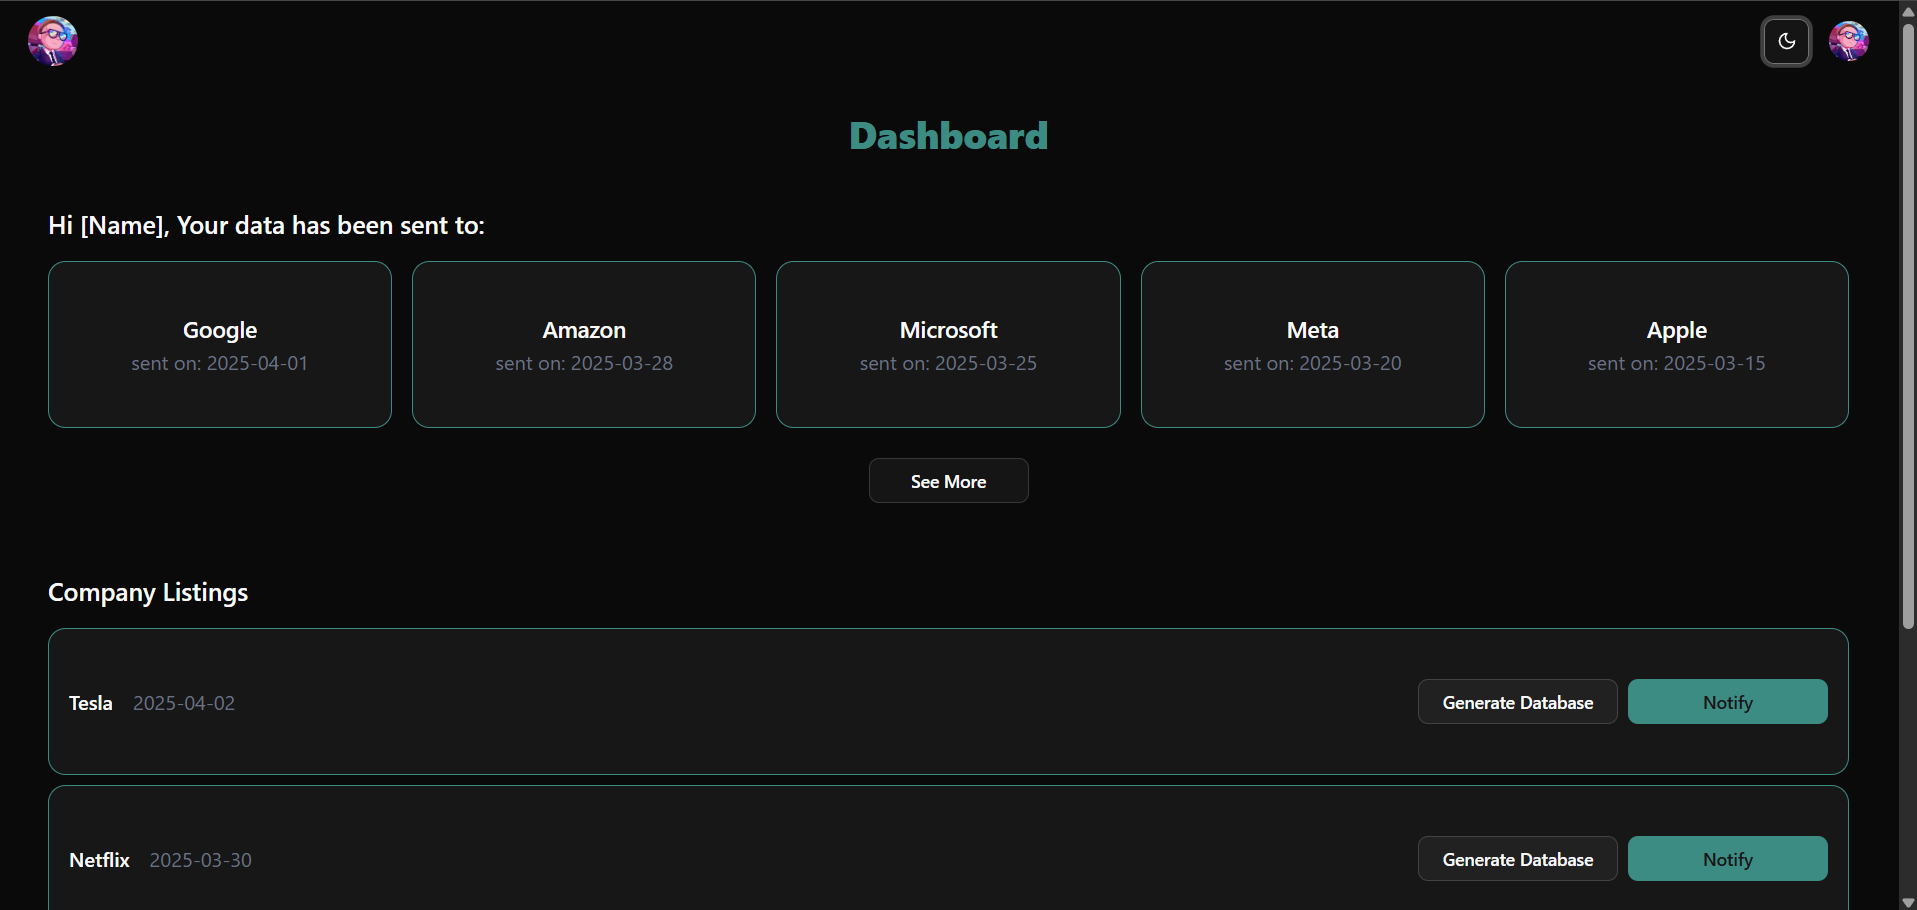 Dashboard
Hi [Name], Your data has been sent to:
Google
sent on: 2025-04-01
Amazon
sent on: 2025-03-28
Microsoft
sent on: 2025-03-25
Meta
sent on: 2025-03-20
Apple
sent on: 2025-03-15
See More
Company Listings
Tesla 2025-04-02 Generate Database Notify
Netflix 2025-03-30 Generate Database Notify